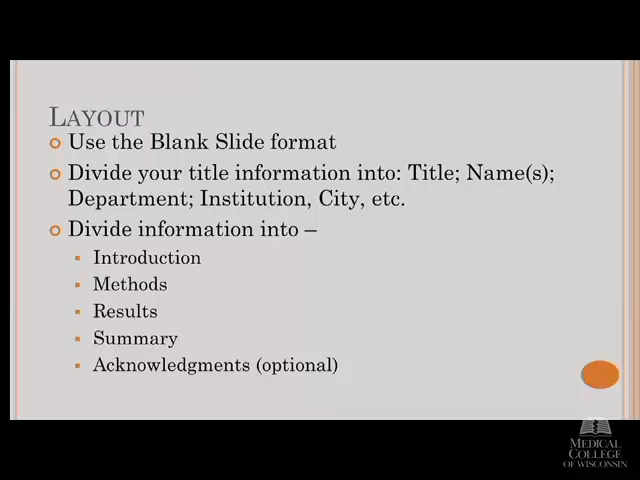 LAYOUT
Use the Blank Slide format
Divide your title information into: Title; Name(s);
Department; Institution, City, etc.
Divide information into –
Introduction
Methods
Results
Summary
Acknowledgments (optional)
MEDICAL
COLLEGE
OF WISCONSIN